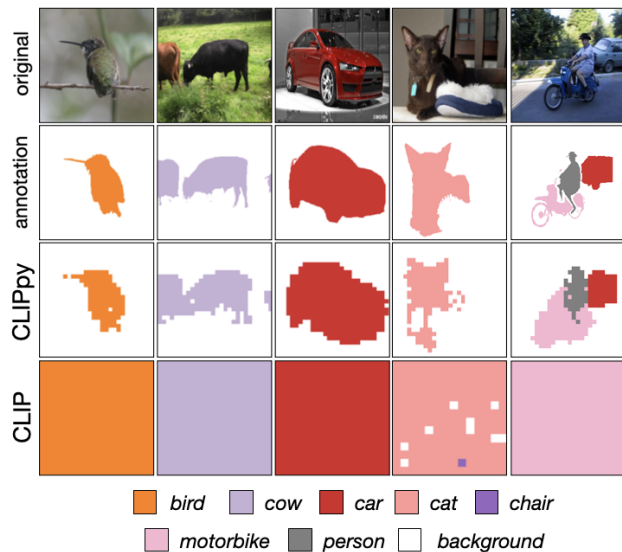 original
annotation
CLIPpy
CLIP
bird cow car cat chair
motorbike person background